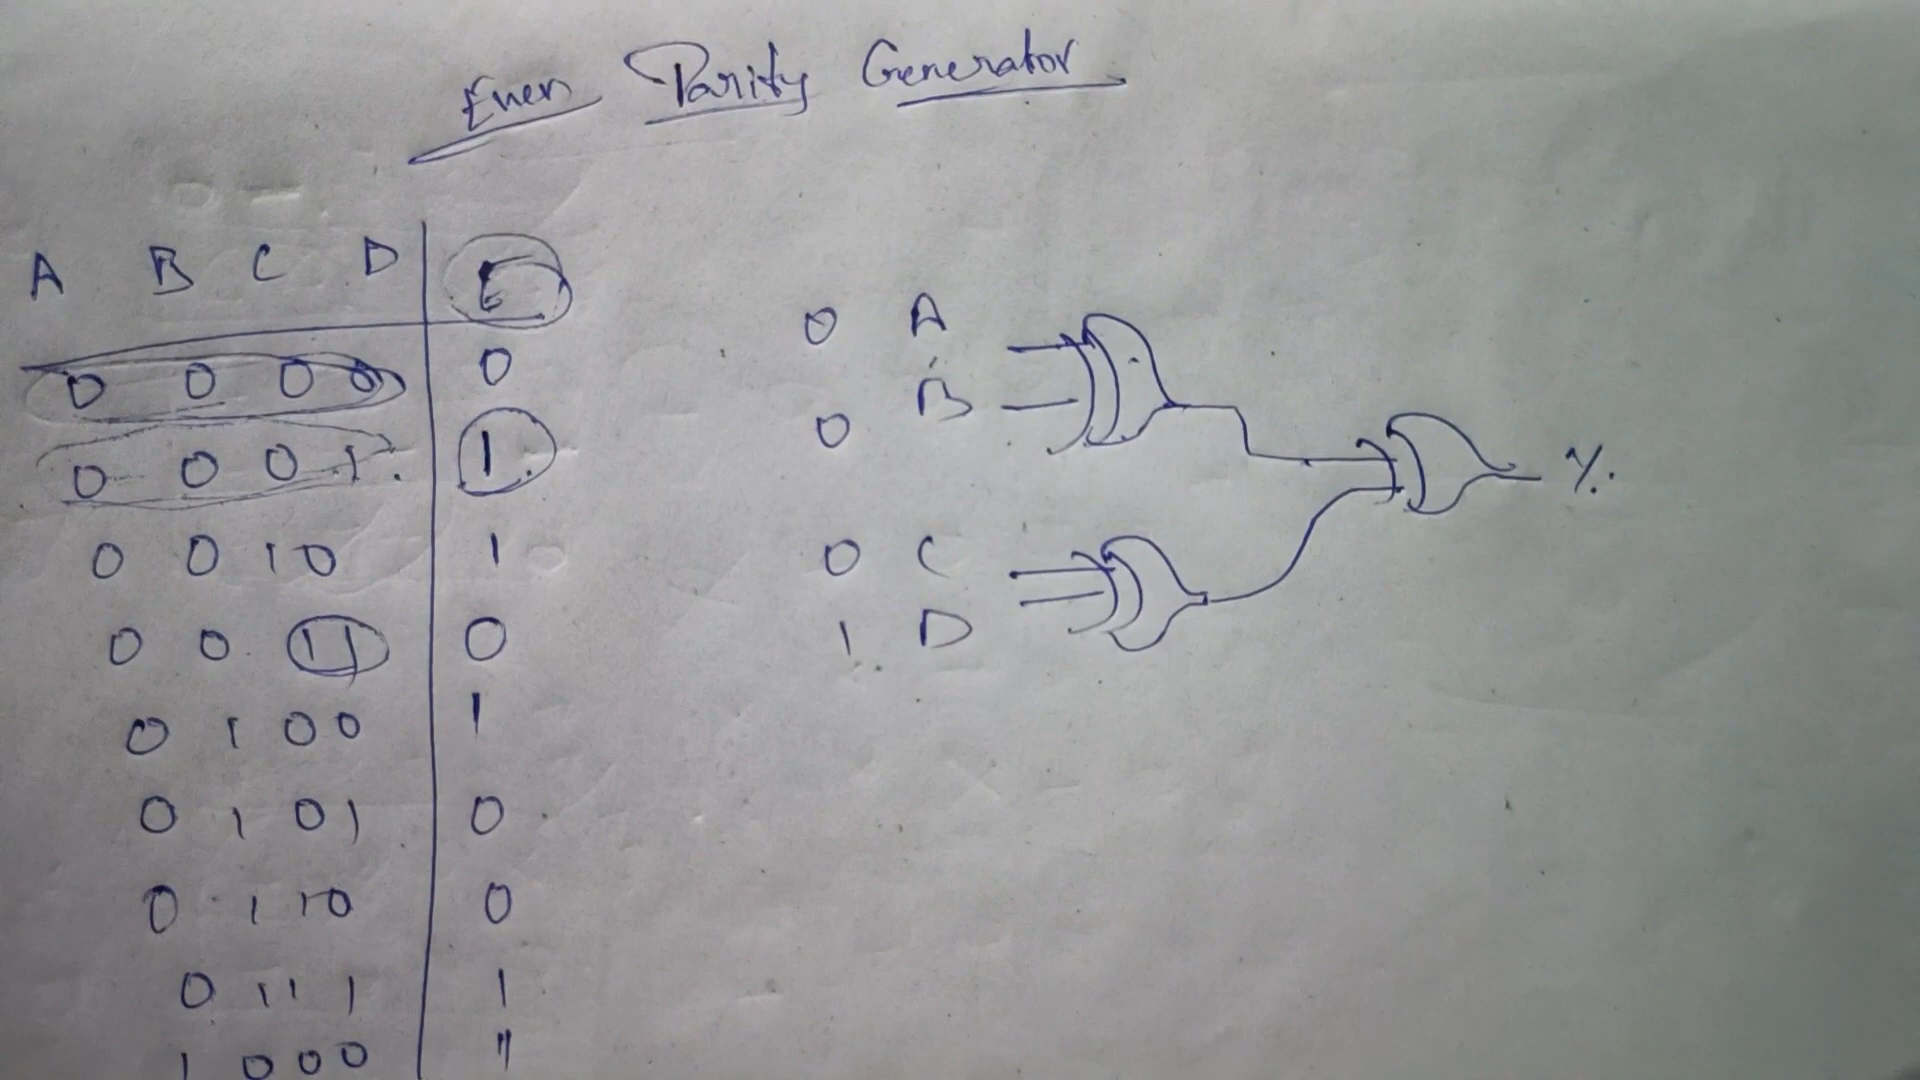 Even Parity Generator
A B C D E
0 0 0 0 0
0 0 0 1 1
0 0 1 0 1
0 0 1 1 0
0 1 0 0 1
0 1 0 1 0
0 1 1 0 0
0 1 1 1 1
1 0 0 0 1
0 A
0 B
0 C
1 D